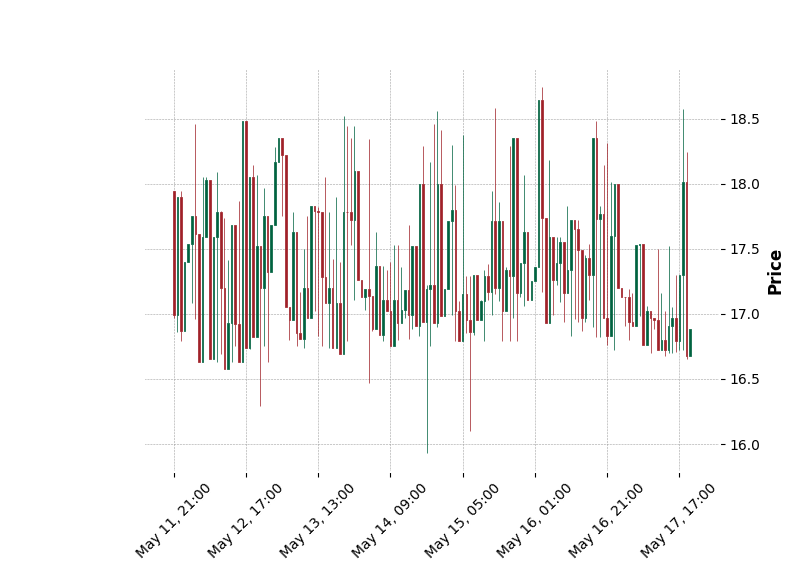 18.5
18.0
17.5
17.0
16.5
16.0
Price
May 11, 21:00
May 12, 17:00
May 13, 13:00
May 14, 09:00
May 15, 05:00
May 16, 01:00
May 16, 21:00
May 17, 17:00